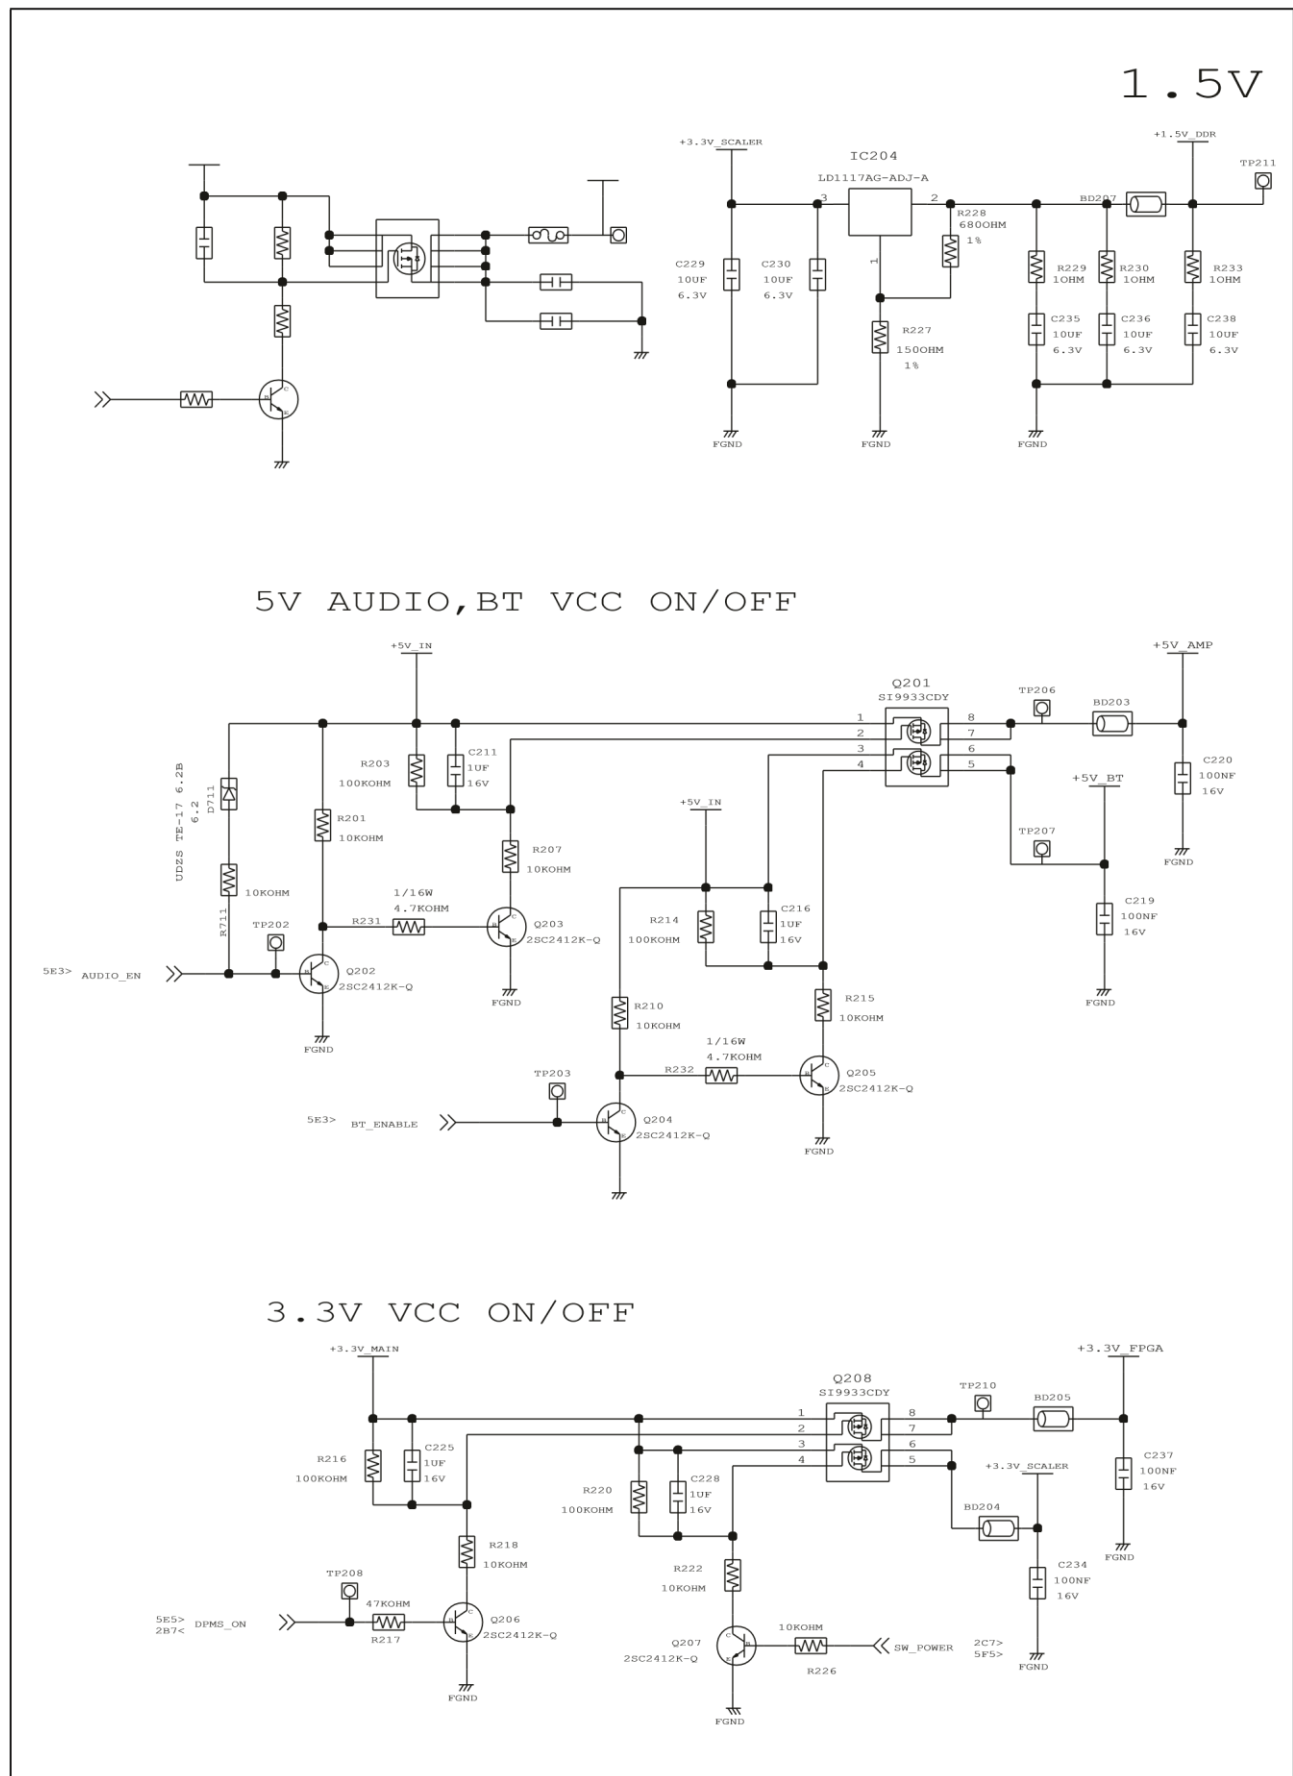 1.5V
+3.3V_SCALER
IC204
LD1117AG-ADJ-A
3
2
1
+1.5V_DDR
TP211
BD207
R228
680OHM
1%
C229
10UF
6.3V
C230
10UF
6.3V
R229
1OHM
R230
1OHM
R233
1OHM
C235
10UF
6.3V
C236
10UF
6.3V
C238
10UF
6.3V
R227
150OHM
1%
FGND
FGND
FGND
B
C
E
5V AUDIO,BT VCC ON/OFF
+5V_IN
Q201
SI9933CDY
1
2
3
4
8
7
6
5
TP206
BD203
+5V_AMP
C220
100NF
16V
FGND
+5V_BT
TP207
C219
100NF
16V
FGND
UDZS TE-17 6.2B
6.2
D711
R201
10KOHM
R203
100KOHM
C211
1UF
16V
R207
10KOHM
R711
10KOHM
TP202
R231
1/16W
4.7KOHM
B
C
E
Q203
2SC2412K-Q
FGND
5E3>
AUDIO_EN
B
C
E
Q202
2SC2412K-Q
FGND
+5V_IN
R214
100KOHM
C216
1UF
16V
R210
10KOHM
R215
10KOHM
R232
1/16W
4.7KOHM
B
C
E
Q205
2SC2412K-Q
FGND
TP203
5E3>
BT_ENABLE
B
C
E
Q204
2SC2412K-Q
3.3V VCC ON/OFF
+3.3V_MAIN
Q208
SI9933CDY
1
2
3
4
8
7
6
5
TP210
BD205
+3.3V_FPGA
C237
100NF
16V
FGND
+3.3V_SCALER
BD204
C234
100NF
16V
FGND
R216
100KOHM
C225
1UF
16V
R220
100KOHM
C228
1UF
16V
R218
10KOHM
R222
10KOHM
TP208
5E5>
2B7<
DPMS_ON
47KOHM
R217
B
C
E
Q206
2SC2412K-Q
FGND
Q207
2SC2412K-Q
C
B
E
10KOHM
R226
SW_POWER
2C7>
5F5>
FGND